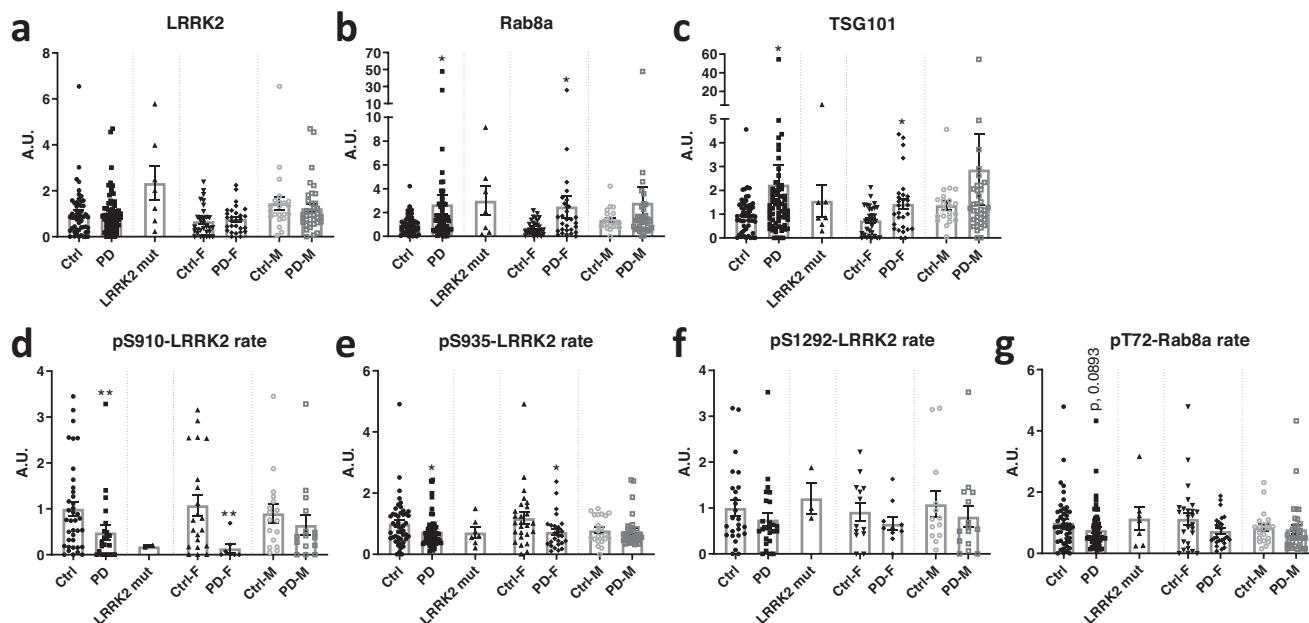 a LRRK2
b Rab8a
c TSG101
8
6
4
2
0
A.U.
Ctrl
PD
LRRK2 mut
Ctrl-F
PD-F
Ctrl-M
PD-M
70
50
30
10
10
8
6
4
2
0
A.U.
*
*
Ctrl
PD
LRRK2 mut
Ctrl-F
PD-F
Ctrl-M
PD-M
60
40
20
5
4
3
2
1
0
A.U.
*
*
Ctrl
PD
LRRK2 mut
Ctrl-F
PD-F
Ctrl-M
PD-M
d pS910-LRRK2 rate
e pS935-LRRK2 rate
f pS1292-LRRK2 rate
g pT72-Rab8a rate
4
3
2
1
0
A.U.
**
**
Ctrl
PD
LRRK2 mut
Ctrl-F
PD-F
Ctrl-M
PD-M
6
4
2
0
A.U.
*
*
Ctrl
PD
LRRK2 mut
Ctrl-F
PD-F
Ctrl-M
PD-M
4
3
2
1
0
A.U.
Ctrl
PD
LRRK2 mut
Ctrl-F
PD-F
Ctrl-M
PD-M
6
4
2
0
A.U.
p, 0.0893
Ctrl
PD
LRRK2 mut
Ctrl-F
PD-F
Ctrl-M
PD-M